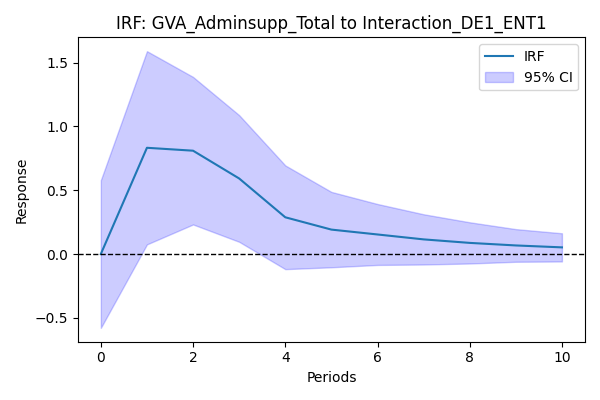 IRF: GVA_Adminsupp_Total to Interaction_DE1_ENT1
IRF
95% CI
Response
1.5
1.0
0.5
0.0
−0.5
0 2 4 6 8 10
Periods